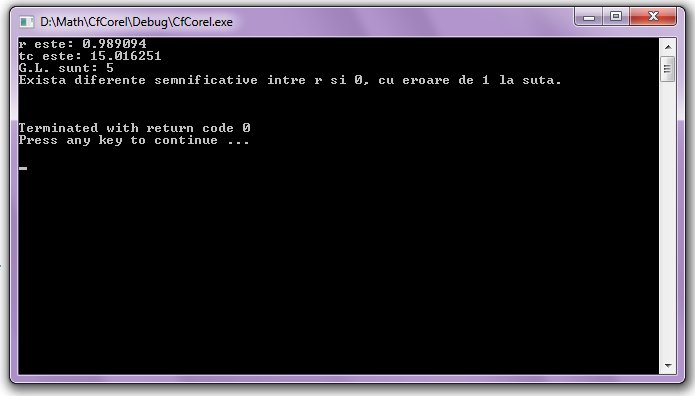 D:\Math\CfCorel\Debug\CfCorel.exe
r este: 0.989094
tc este: 15.016251
G.L. sunt: 5
Exista diferente semnificative intre r si 0, cu eroare de 1 la suta.
Terminated with return code 0
Press any key to continue ...